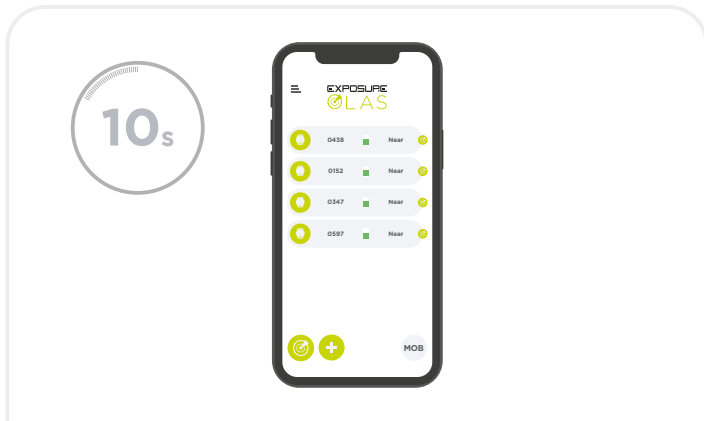 10s
EXPOSURE
OLAS
0438 Near
0152 Near
0347 Near
0597 Near
MOB